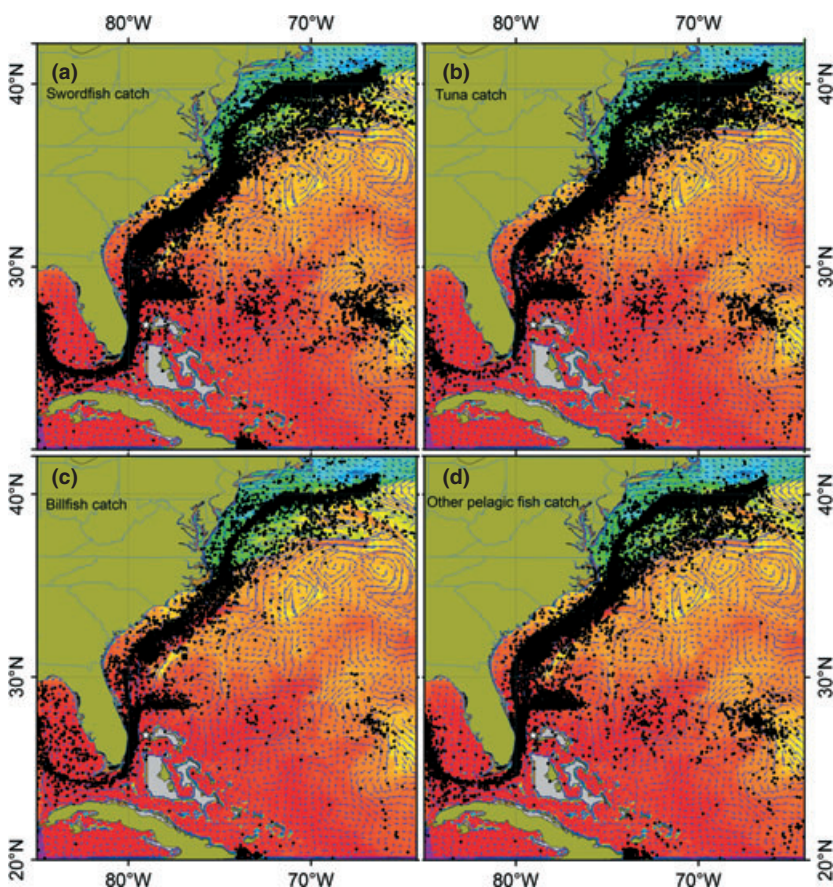 80°W 70°W 80°W 70°W
(a) (b)
40°N 40°N
Swordfish catch Tuna catch
30°N 30°N
(c) (d)
40°N 40°N
Billfish catch Other pelagic fish catch
30°N 30°N
20°N 20°N
80°W 70°W 80°W 70°W